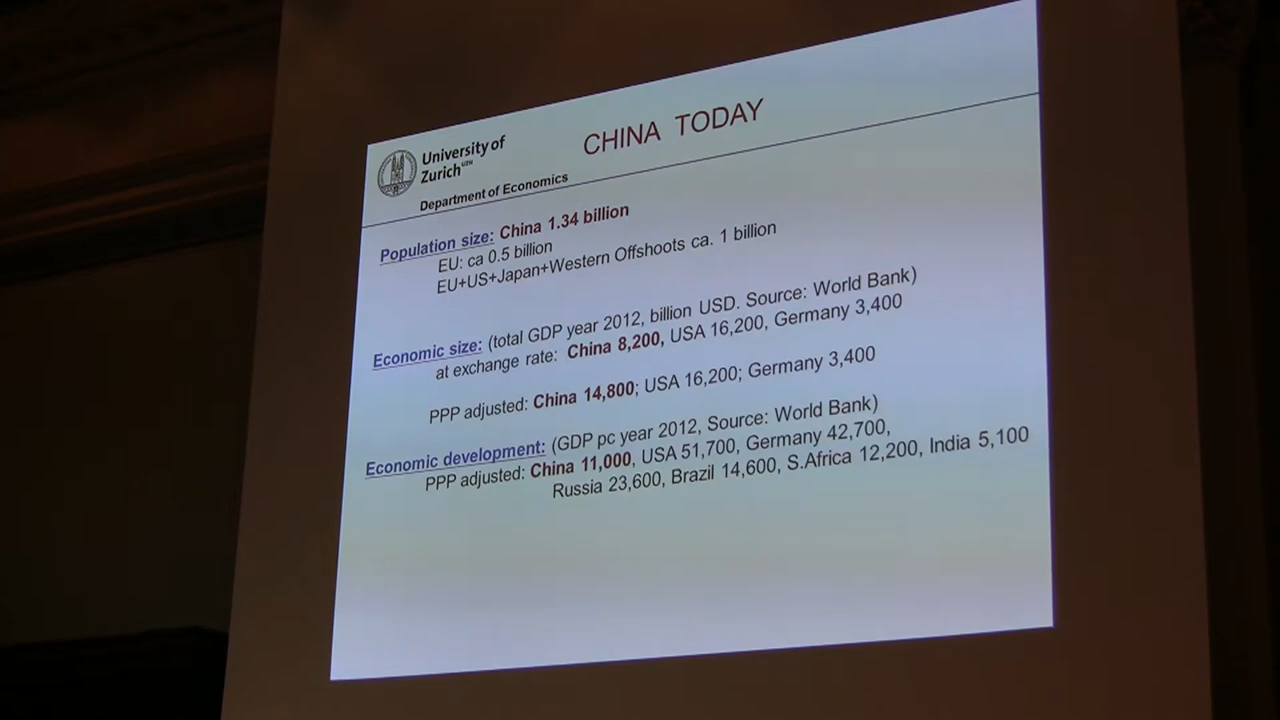 University of
Zurich UZH
CHINA TODAY
Department of Economics
Population size: China 1.34 billion
EU: ca 0.5 billion
EU+US+Japan+Western Offshoots ca. 1 billion
Economic size: (total GDP year 2012, billion USD. Source: World Bank)
at exchange rate: China 8,200, USA 16,200, Germany 3,400
PPP adjusted: China 14,800; USA 16,200; Germany 3,400
Economic development: (GDP pc year 2012, Source: World Bank)
PPP adjusted: China 11,000, USA 51,700, Germany 42,700,
Russia 23,600, Brazil 14,600, S.Africa 12,200, India 5,100